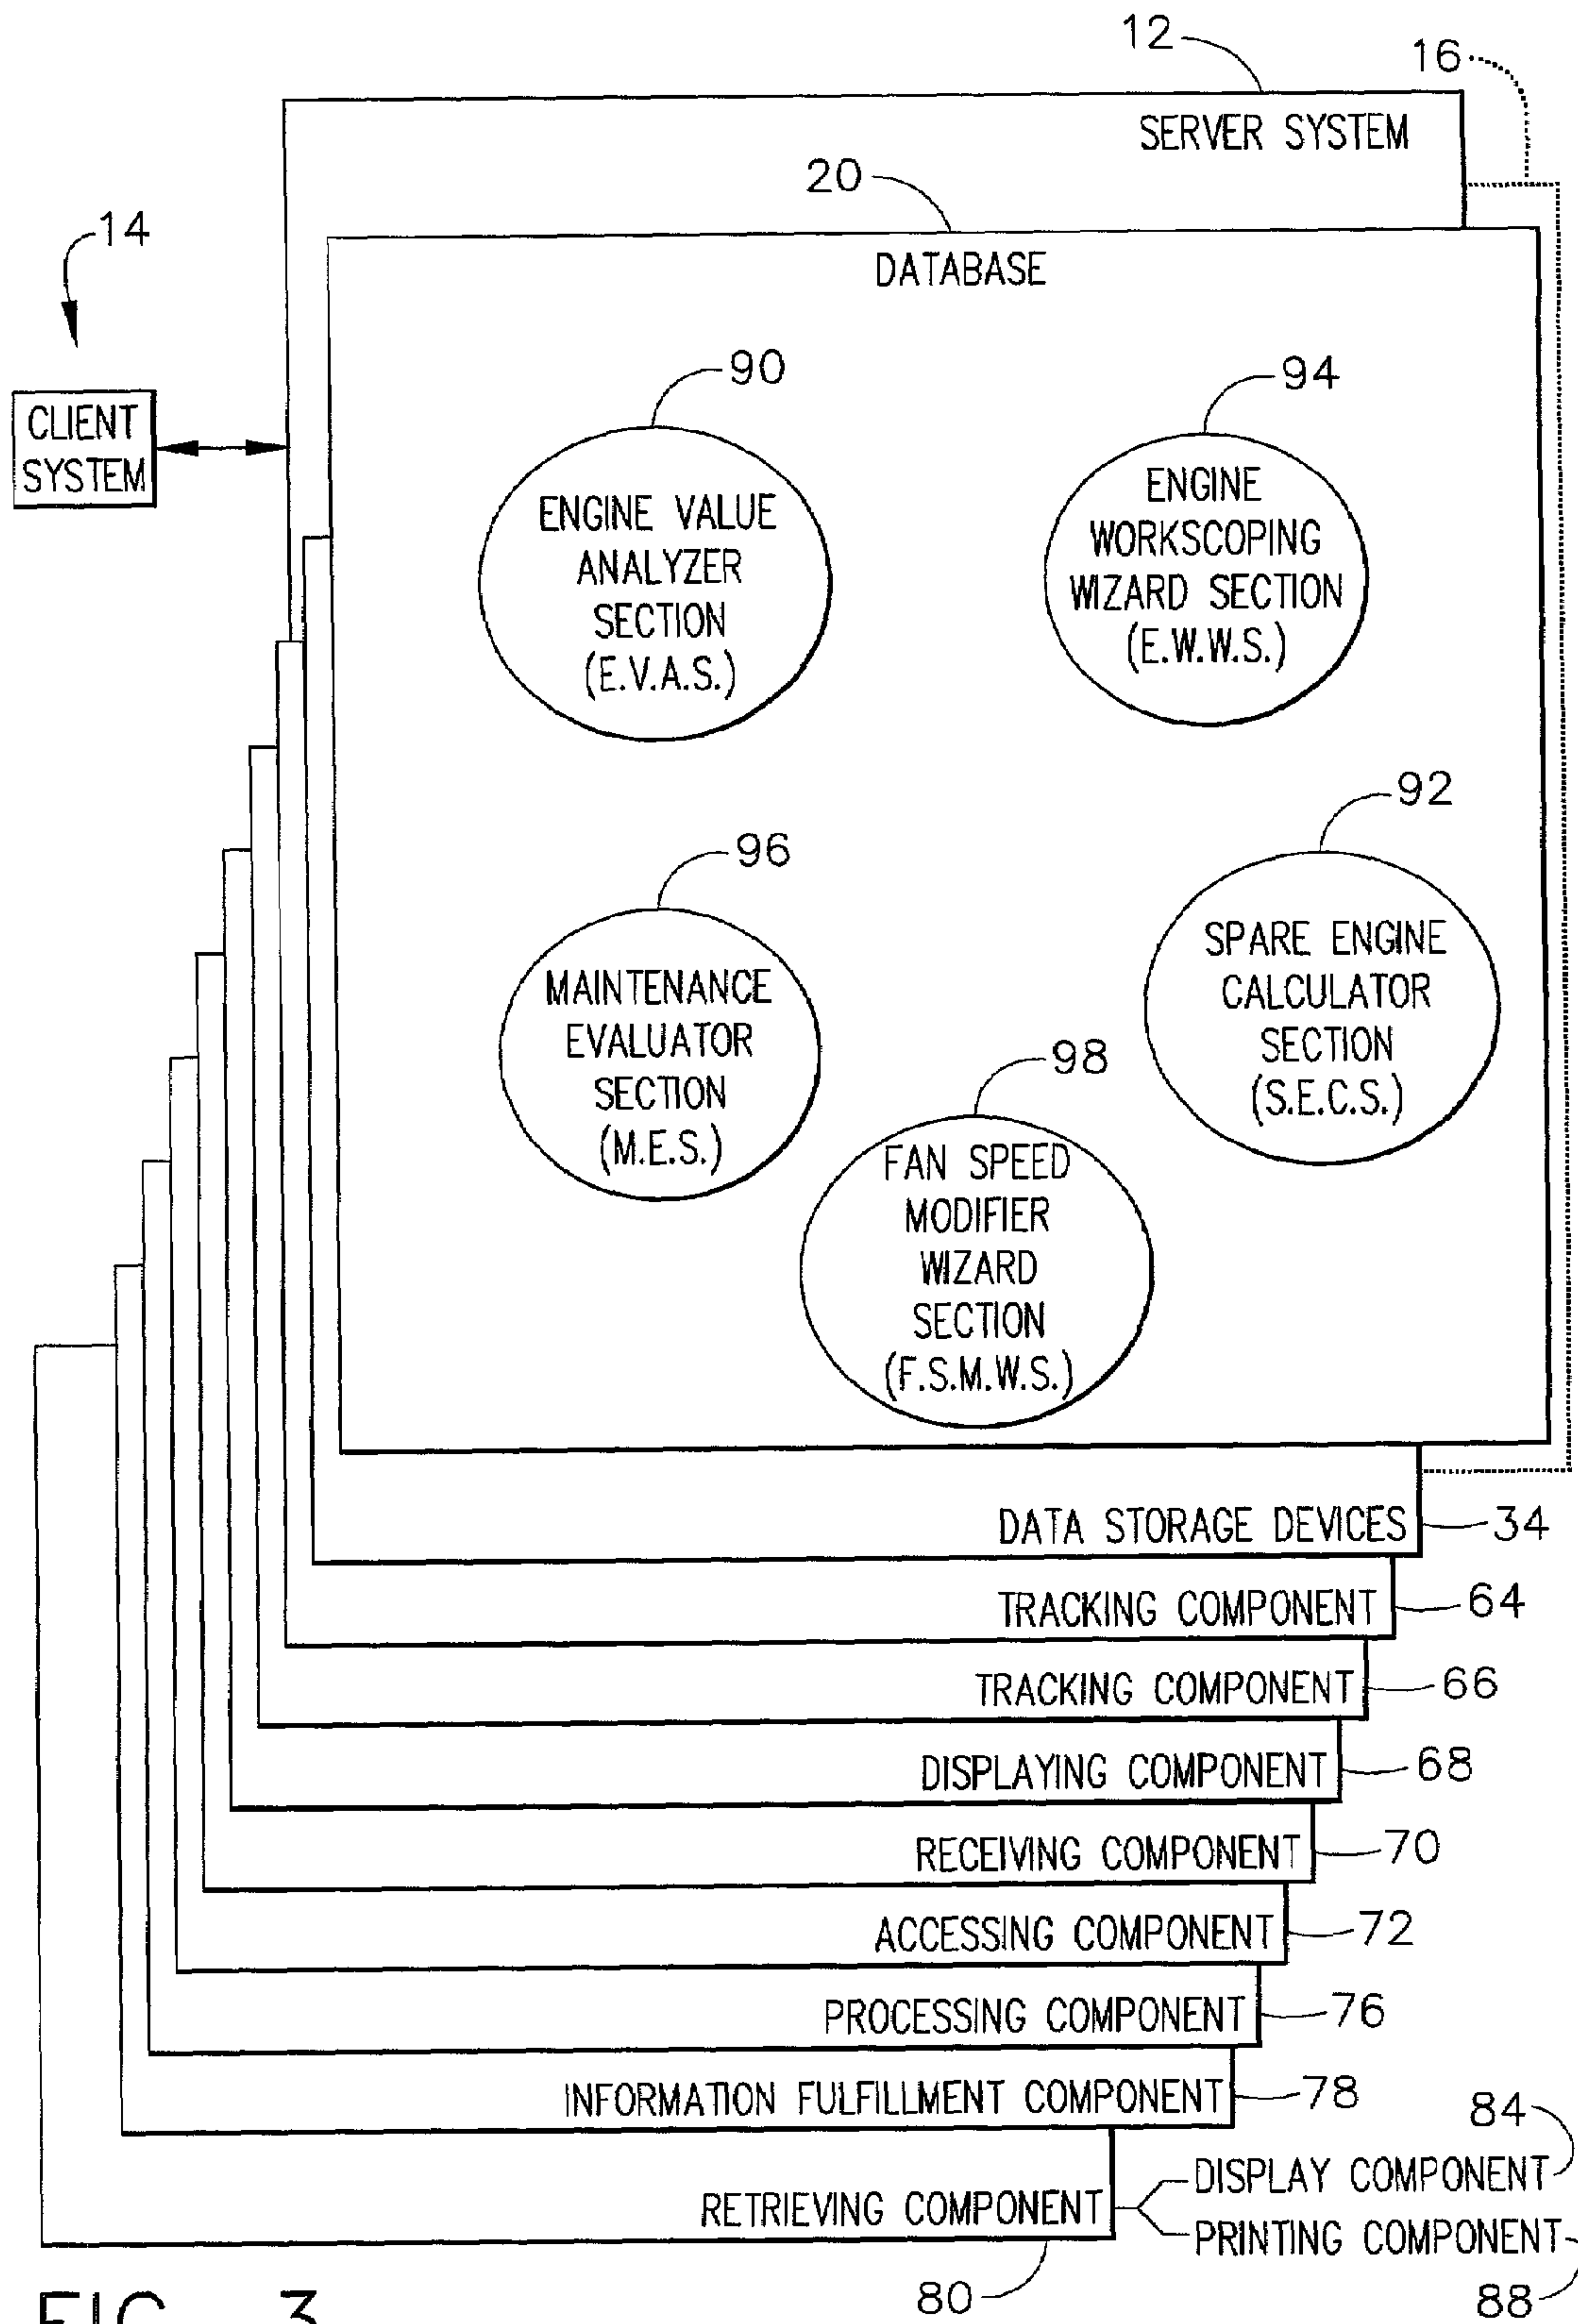 12
16
SERVER SYSTEM
20
14
DATABASE
90
94
CLIENT
SYSTEM
ENGINE VALUE
ANALYZER
SECTION
(E.V.A.S.)
ENGINE
WORKSCOPING
WIZARD SECTION
(E.W.W.S.)
92
96
SPARE ENGINE
CALCULATOR
SECTION
(S.E.C.S.)
MAINTENANCE
EVALUATOR
SECTION
(M.E.S.)
98
FAN SPEED
MODIFIER
WIZARD
SECTION
(F.S.M.W.S.)
DATA STORAGE DEVICES 34
TRACKING COMPONENT 64
TRACKING COMPONENT 66
DISPLAYING COMPONENT 68
RECEIVING COMPONENT 70
ACCESSING COMPONENT 72
PROCESSING COMPONENT 76
INFORMATION FULFILLMENT COMPONENT 78
84
DISPLAY COMPONENT
RETRIEVING COMPONENT
PRINTING COMPONENT
80
88
FIG. 3